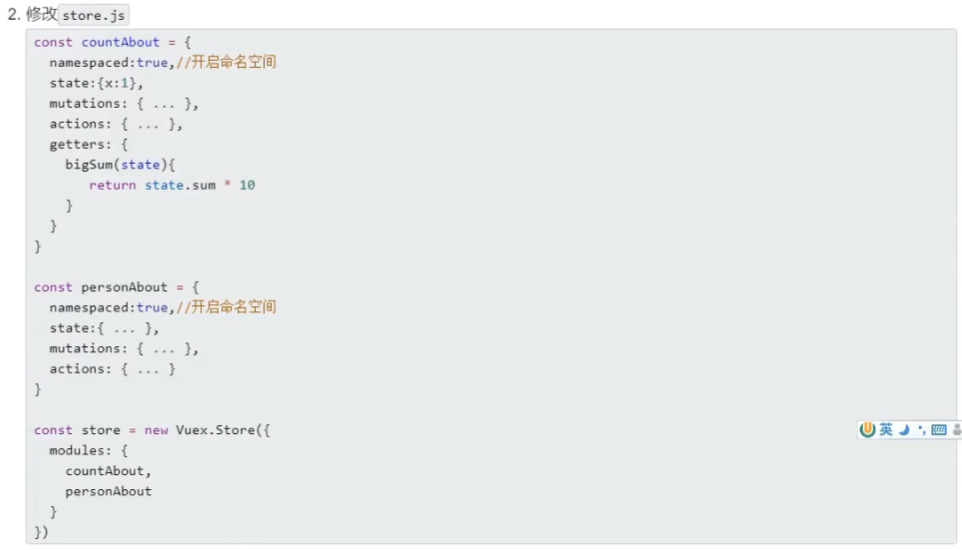 2. 修改 store.js
const countAbout = {
  namespaced:true,//开启命名空间
  state:{x:1},
  mutations: { ... },
  actions: { ... },
  getters: {
    bigSum(state){
       return state.sum * 10
    }
  }
}
const personAbout = {
  namespaced:true,//开启命名空间
  state:{ ... },
  mutations: { ... },
  actions: { ... }
}
const store = new Vuex.Store({
  modules: {
    countAbout,
    personAbout
  }
})
英